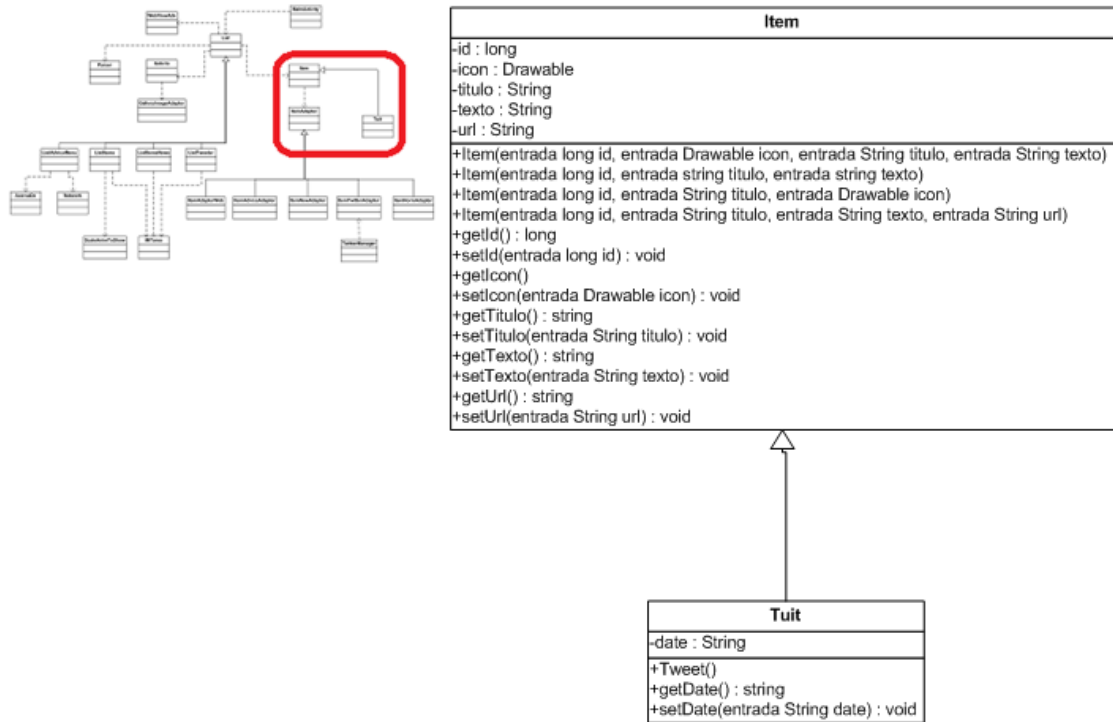 List
Item
ItemAdapter
Tuit
Item
-id : long
-icon : Drawable
-titulo : String
-texto : String
-url : String
+Item(entrada long id, entrada Drawable icon, entrada String titulo, entrada String texto)
+Item(entrada long id, entrada string titulo, entrada string texto)
+Item(entrada long id, entrada String titulo, entrada Drawable icon)
+Item(entrada long id, entrada String titulo, entrada String texto, entrada String url)
+getId() : long
+setId(entrada long id) : void
+getIcon()
+setIcon(entrada Drawable icon) : void
+getTitulo() : string
+setTitulo(entrada String titulo) : void
+getTexto() : string
+setTexto(entrada String texto) : void
+getUrl() : string
+setUrl(entrada String url) : void
Tuit
-date : String
+Tweet()
+getDate() : string
+setDate(entrada String date) : void